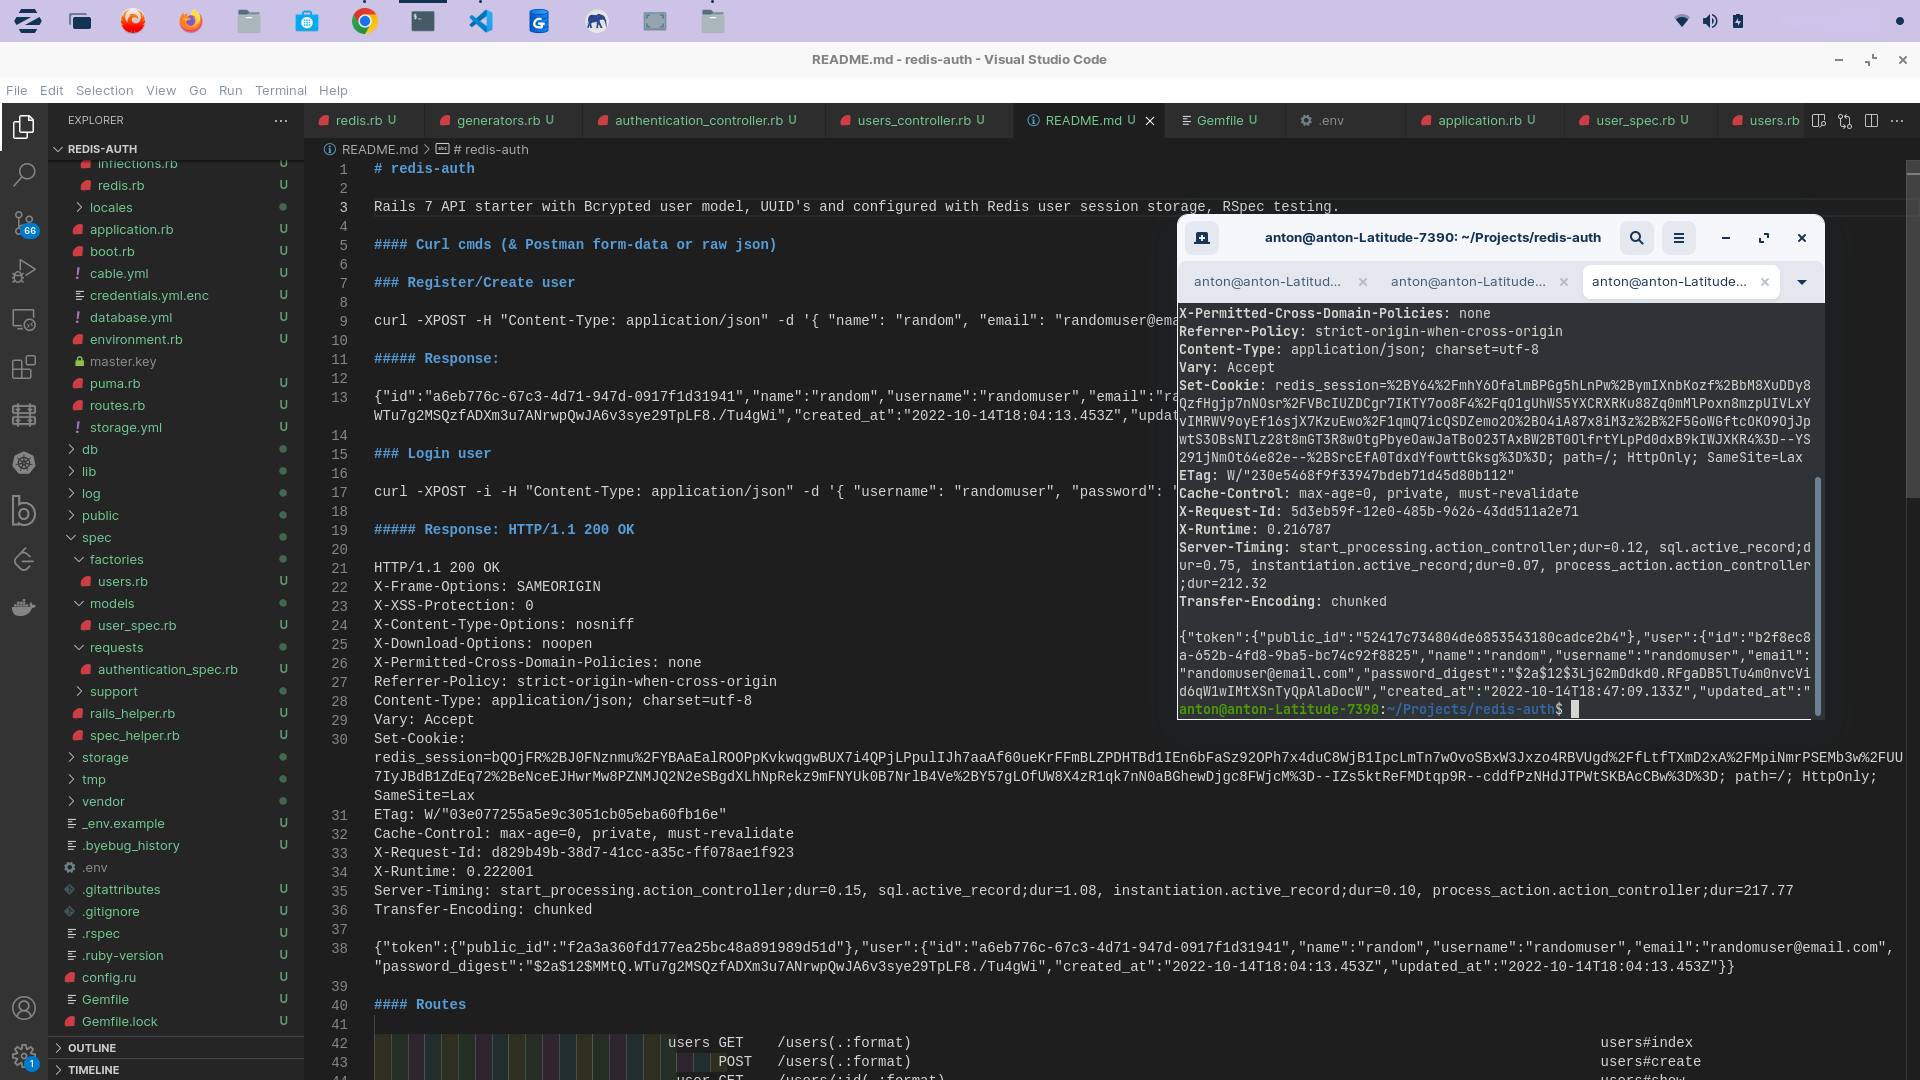 README.md - redis-auth - Visual Studio Code
File Edit Selection View Go Run Terminal Help
EXPLORER
redis.rb U
generators.rb U
authentication_controller.rb U
users_controller.rb U
README.md U
Gemfile U
.env
application.rb U
user_spec.rb U
users.rb
REDIS-AUTH
inflections.rb U
redis.rb U
locales
application.rb U
boot.rb U
! cable.yml U
credentials.yml.enc U
! database.yml U
environment.rb U
master.key
puma.rb U
routes.rb U
! storage.yml U
db
lib
log
public
spec
factories
users.rb U
models
user_spec.rb U
requests
authentication_spec.rb U
support
rails_helper.rb U
spec_helper.rb U
storage
tmp
vendor
_env.example U
.byebug_history U
.env
.gitattributes U
.gitignore U
.rspec U
.ruby-version U
config.ru U
Gemfile U
Gemfile.lock U
OUTLINE
TIMELINE
66
1
README.md > # redis-auth
1 # redis-auth
2
3 Rails 7 API starter with Bcrypted user model, UUID's and configured with Redis user session storage, RSpec testing.
4
5 #### Curl cmds (& Postman form-data or raw json)
6
7 ### Register/Create user
8
9 curl -XPOST -H "Content-Type: application/json" -d '{ "name": "random", "email": "randomuser@ema
10
11 ##### Response:
12
13 {"id":"a6eb776c-67c3-4d71-947d-0917f1d31941","name":"random","username":"randomuser","email":"ra
WTu7g2MSQzfADXm3u7ANrwpQwJA6v3sye29TpLF8./Tu4gWi","created_at":"2022-10-14T18:04:13.453Z","updat
14
15 ### Login user
16
17 curl -XPOST -i -H "Content-Type: application/json" -d '{ "username": "randomuser", "password": "
18
19 ##### Response: HTTP/1.1 200 OK
20
21 HTTP/1.1 200 OK
22 X-Frame-Options: SAMEORIGIN
23 X-XSS-Protection: 0
24 X-Content-Type-Options: nosniff
25 X-Download-Options: noopen
26 X-Permitted-Cross-Domain-Policies: none
27 Referrer-Policy: strict-origin-when-cross-origin
28 Content-Type: application/json; charset=utf-8
29 Vary: Accept
30 Set-Cookie:
redis_session=bQOjFR%2BJ0FNznmu%2FYBAaEalROOPpKvkwqgwBUX7i4QPjLPpulIJh7aaAf60ueKrFFmBLZPDHTBd1IEn6bFaSz92OPh7x4duC8WjB1IpcLmTn7wOvoSBxW3Jxzo4RBVUgd%2FfLtfTXmD2xA%2FMpiNmrPSEMb3w%2FUU
7IyJBdB1ZdEq72%2BeNceEJHwrMw8PZNMJQ2N2eSBgdXLhNpRekz9mFNYUk0B7NrlB4Ve%2BY57gLOfUW8X4zR1qk7nN0aBGhewDjgc8FWjcM%3D--IZs5ktReFMDtqp9R--cddfPzNHdJTPWtSKBAcCBw%3D%3D; path=/; HttpOnly;
SameSite=Lax
31 ETag: W/"03e077255a5e9c3051cb05eba60fb16e"
32 Cache-Control: max-age=0, private, must-revalidate
33 X-Request-Id: d829b49b-38d7-41cc-a35c-ff078ae1f923
34 X-Runtime: 0.222001
35 Server-Timing: start_processing.action_controller;dur=0.15, sql.active_record;dur=1.08, instantiation.active_record;dur=0.10, process_action.action_controller;dur=217.77
36 Transfer-Encoding: chunked
37
38 {"token":{"public_id":"f2a3a360fd177ea25bc48a891989d51d"},"user":{"id":"a6eb776c-67c3-4d71-947d-0917f1d31941","name":"random","username":"randomuser","email":"randomuser@email.com",
"password_digest":"$2a$12$MMtQ.WTu7g2MSQzfADXm3u7ANrwpQwJA6v3sye29TpLF8./Tu4gWi","created_at":"2022-10-14T18:04:13.453Z","updated_at":"2022-10-14T18:04:13.453Z"}}
39
40 #### Routes
41
42 users GET /users(.:format) users#index
43 POST /users(.:format) users#create
44 user GET /users/:id(.:format) users#show
anton@anton-Latitude-7390: ~/Projects/redis-auth
anton@anton-Latitud...
anton@anton-Latitude...
anton@anton-Latitude...
X-Permitted-Cross-Domain-Policies: none
Referrer-Policy: strict-origin-when-cross-origin
Content-Type: application/json; charset=utf-8
Vary: Accept
Set-Cookie: redis_session=%2BY64%2FmhY6OfalmBPGg5hLnPw%2BymIXnbKozf%2BbM8XuDDy8
QzfHgjp7nNOsr%2FVBcIUZDCgr7IKTY7oo8F4%2FqO1gUhWS5YXCRXRKu88Zq0mMlPoxn8mzpUIVLxY
vIMRWV9oyEf16sjX7KzuEwo%2F1qmQ7icQSDZemo2O%2BO4iA87x8iM3z%2B%2F5GoWGftcOKO9OjJp
wtS3OBsNIlz28t8mGT3R8wOtgPbyeOawJaTBoO23TAxBW2BT0OlfrtYLpPd0dxB9kIWJXKR4%3D--YS
291jNmOt64e82e--%2BSrcEfA0TdxdYfowttGksg%3D%3D; path=/; HttpOnly; SameSite=Lax
ETag: W/"230e5468f9f33947bdeb71d45d80b112"
Cache-Control: max-age=0, private, must-revalidate
X-Request-Id: 5d3eb59f-12e0-485b-9626-43dd511a2e71
X-Runtime: 0.216787
Server-Timing: start_processing.action_controller;dur=0.12, sql.active_record;d
ur=0.75, instantiation.active_record;dur=0.07, process_action.action_controller
;dur=212.32
Transfer-Encoding: chunked
{"token":{"public_id":"52417c734804de6853543180cadce2b4"},"user":{"id":"b2f8ec8
a-652b-4fd8-9ba5-bc74c92f8825","name":"random","username":"randomuser","email":
"randomuser@email.com","password_digest":"$2a$12$3LjG2mDdkd0.RFgaDB5lTu4m0nvcVi
d6qW1wIMtXSnTyQpAlaDocW","created_at":"2022-10-14T18:47:09.133Z","updated_at":"
anton@anton-Latitude-7390:~/Projects/redis-auth$